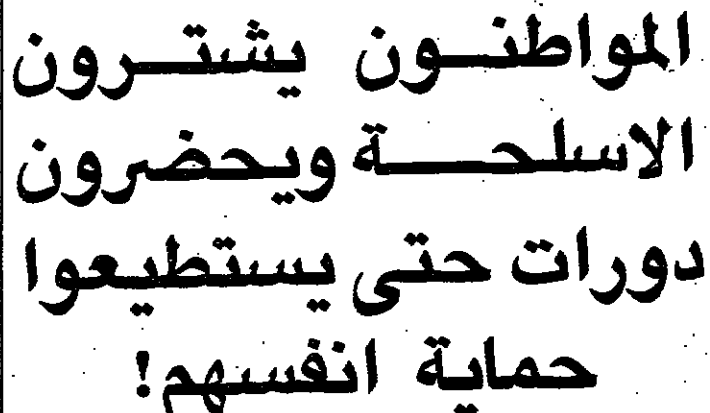 المواطنون يشترون
الاسلحة ويحضرون
دورات حتى يستطيعوا
حماية انفسهم!